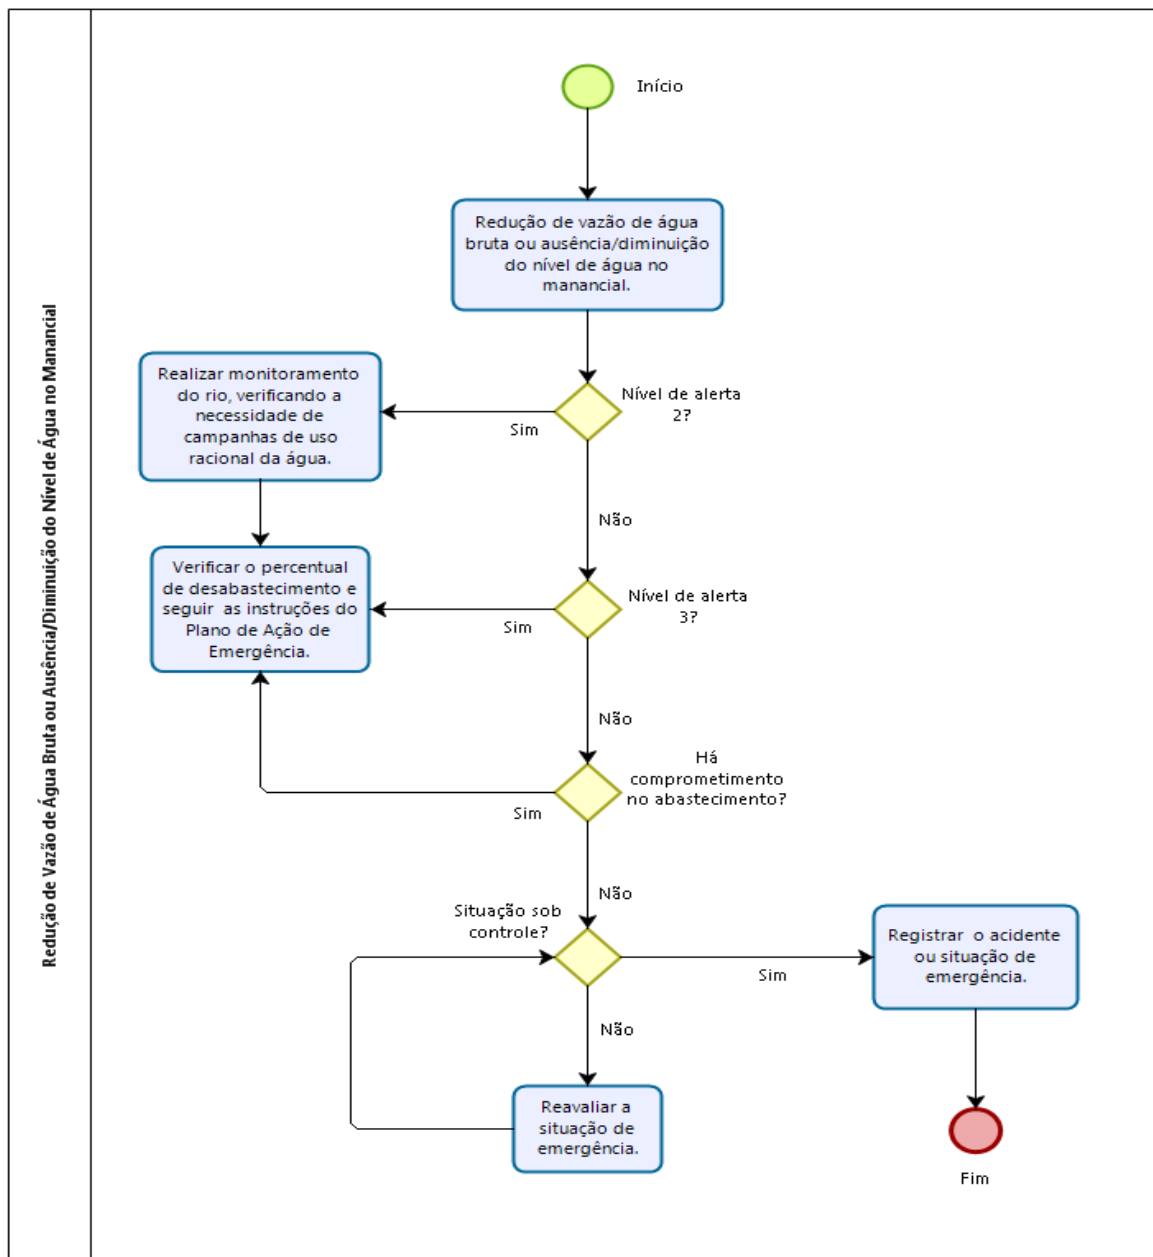 Redução de Vazão de Água Bruta ou Ausência/Diminuição do Nível de Água no Manancial
Início
Redução de vazão de água
bruta ou ausência/diminuição
do nível de água no
manancial.
Nível de alerta
2?
Sim
Realizar monitoramento
do rio, verificando a
necessidade de
campanhas de uso
racional da água.
Não
Nível de alerta
3?
Sim
Verificar o percentual
de desabastecimento e
seguir as instruções do
Plano de Ação de
Emergência.
Não
Há
comprometimento
no abastecimento?
Sim
Não
Situação sob
controle?
Sim
Registrar o acidente
ou situação de
emergência.
Não
Reavaliar a
situação de
emergência.
Fim